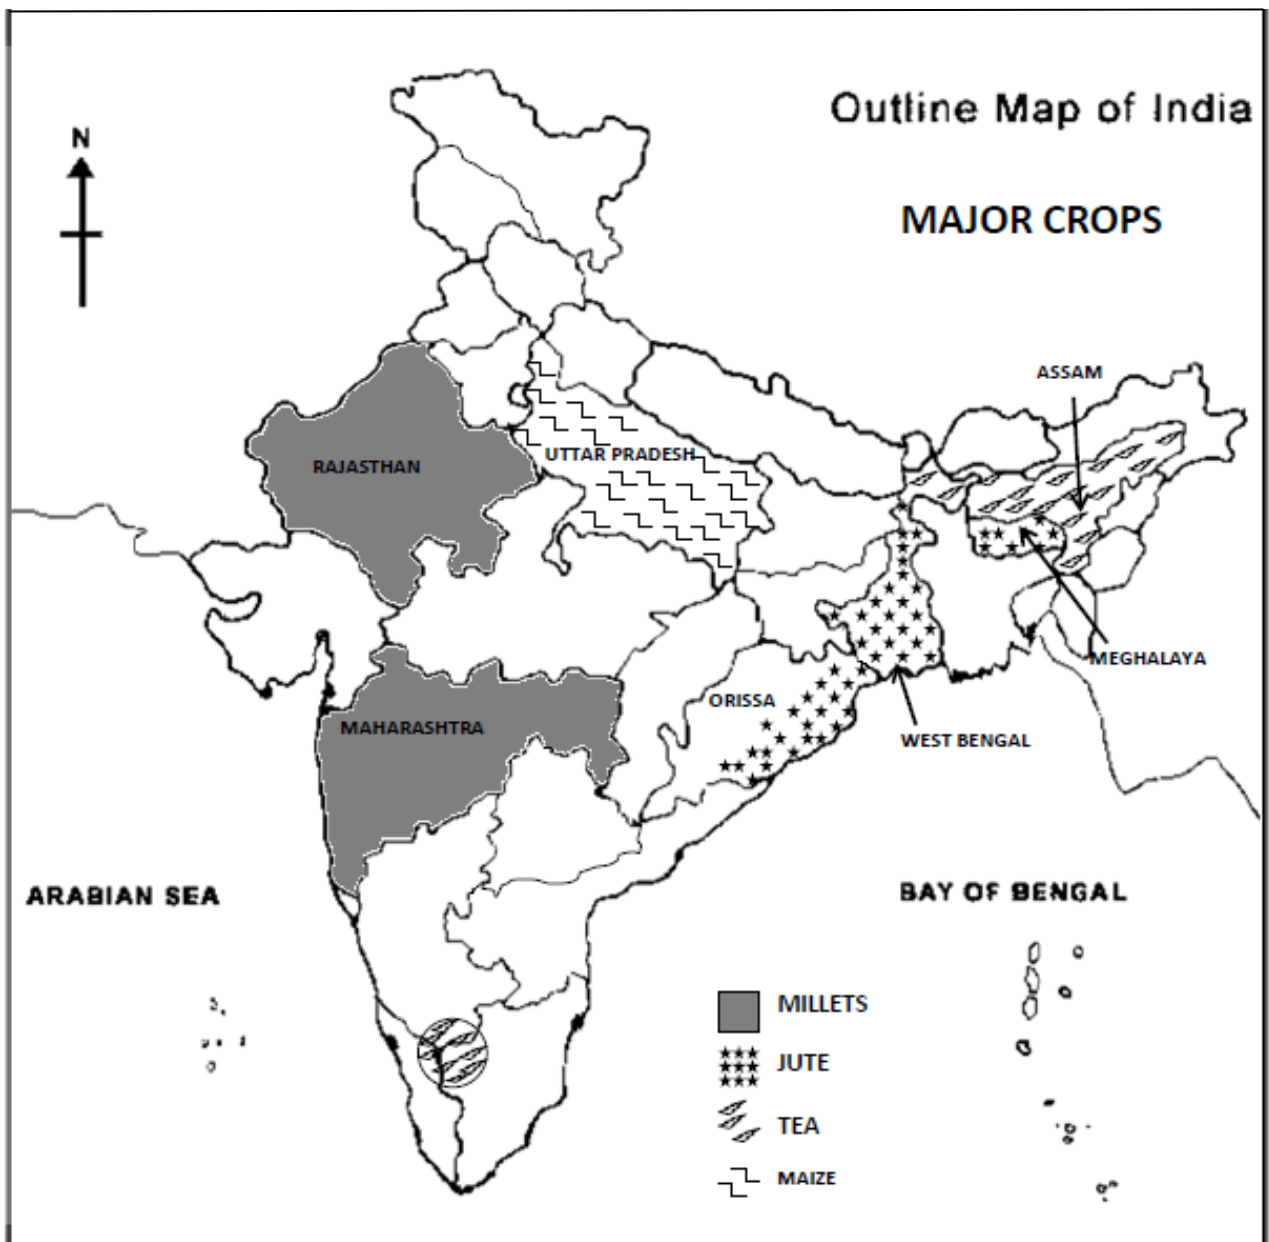 Outline Map of India
N
MAJOR CROPS
ASSAM
RAJASTHAN
UTTAR PRADESH
MEGHALAYA
ORISSA
MAHARASHTRA
WEST BENGAL
ARABIAN SEA
BAY OF BENGAL
MILLETS
JUTE
TEA
MAIZE